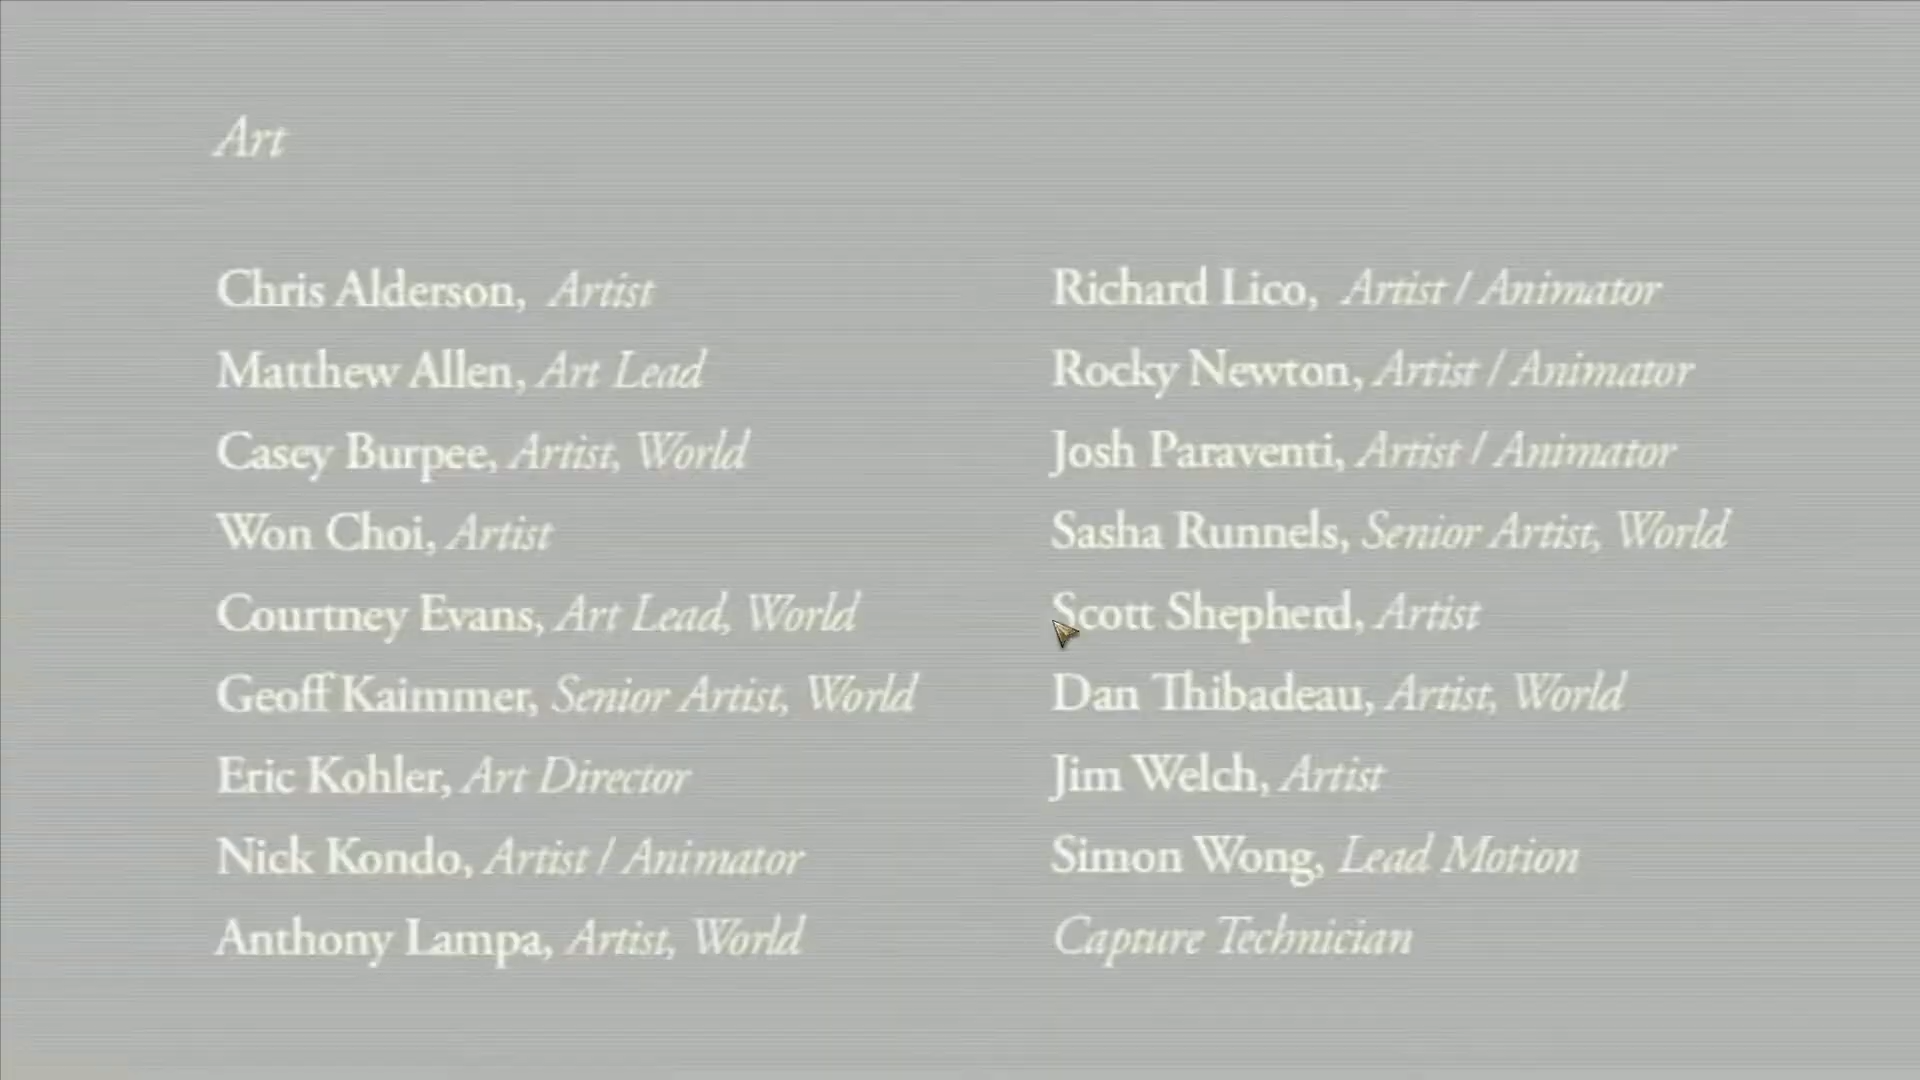 Art
Chris Alderson, Artist
Matthew Allen, Art Lead
Casey Burpee, Artist, World
Won Choi, Artist
Courtney Evans, Art Lead, World
Geoff Kaimmer, Senior Artist, World
Eric Kohler, Art Director
Nick Kondo, Artist / Animator
Anthony Lampa, Artist, World
Richard Lico, Artist / Animator
Rocky Newton, Artist / Animator
Josh Paraventi, Artist / Animator
Sasha Runnels, Senior Artist, World
Scott Shepherd, Artist
Dan Thibadeau, Artist, World
Jim Welch, Artist
Simon Wong, Lead Motion
Capture Technician